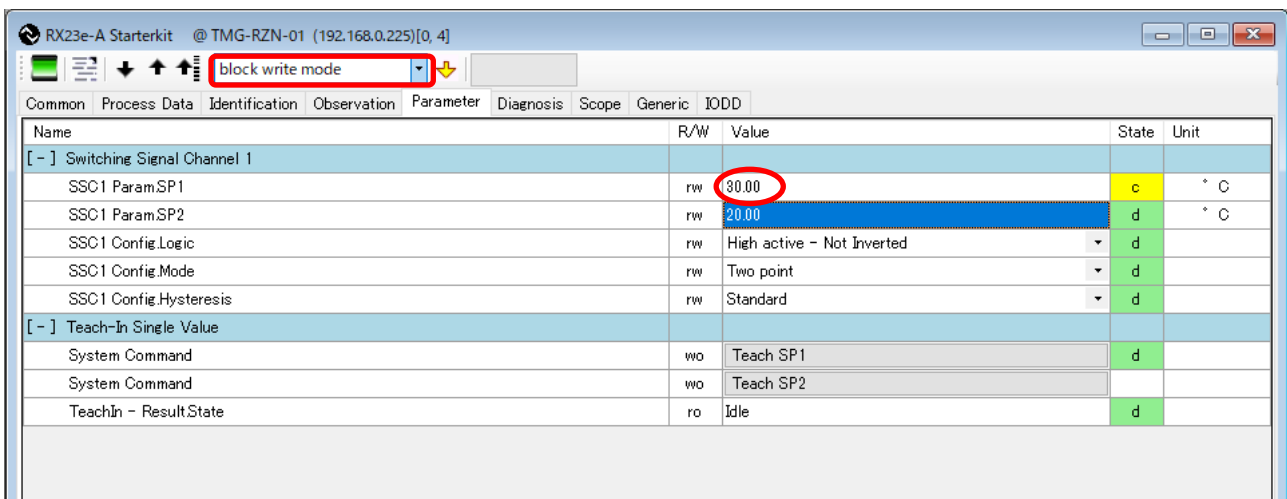 RX23e-A Starterkit @ TMG-RZN-01 (192.168.0.225)[0, 4]
block write mode
Common Process Data Identification Observation Parameter Diagnosis Scope Generic IODD
Name R/W Value State Unit
[-] Switching Signal Channel 1
SSC1 Param.SP1 rw 30.00 c ° C
SSC1 Param.SP2 rw 20.00 d ° C
SSC1 Config.Logic rw High active - Not Inverted d
SSC1 Config.Mode rw Two point d
SSC1 Config.Hysteresis rw Standard d
[-] Teach-In Single Value
System Command wo Teach SP1 d
System Command wo Teach SP2
TeachIn - Result.State ro Idle d